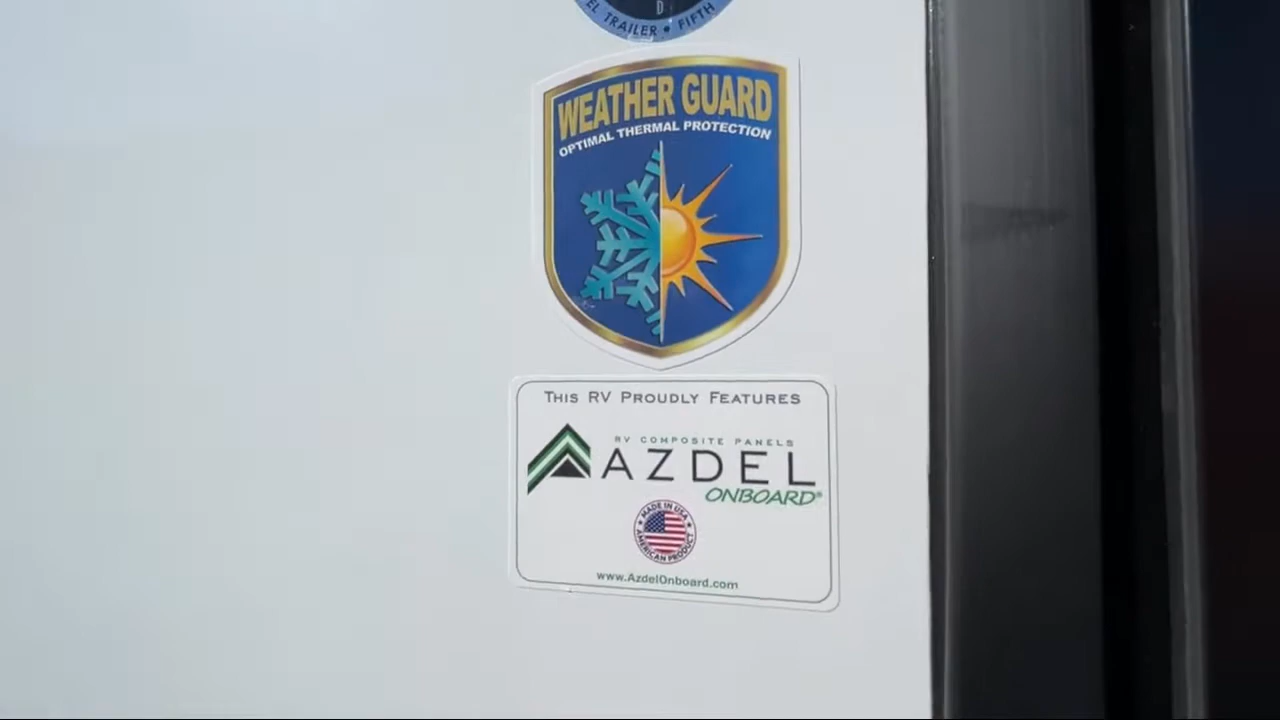 D
EL TRAILER • FIFTH
WEATHER GUARD
OPTIMAL THERMAL PROTECTION
THIS RV PROUDLY FEATURES
RV COMPOSITE PANELS
AZDEL
ONBOARD®
MADE IN USA
AMERICAN PRODUCT
www.AzdelOnboard.com